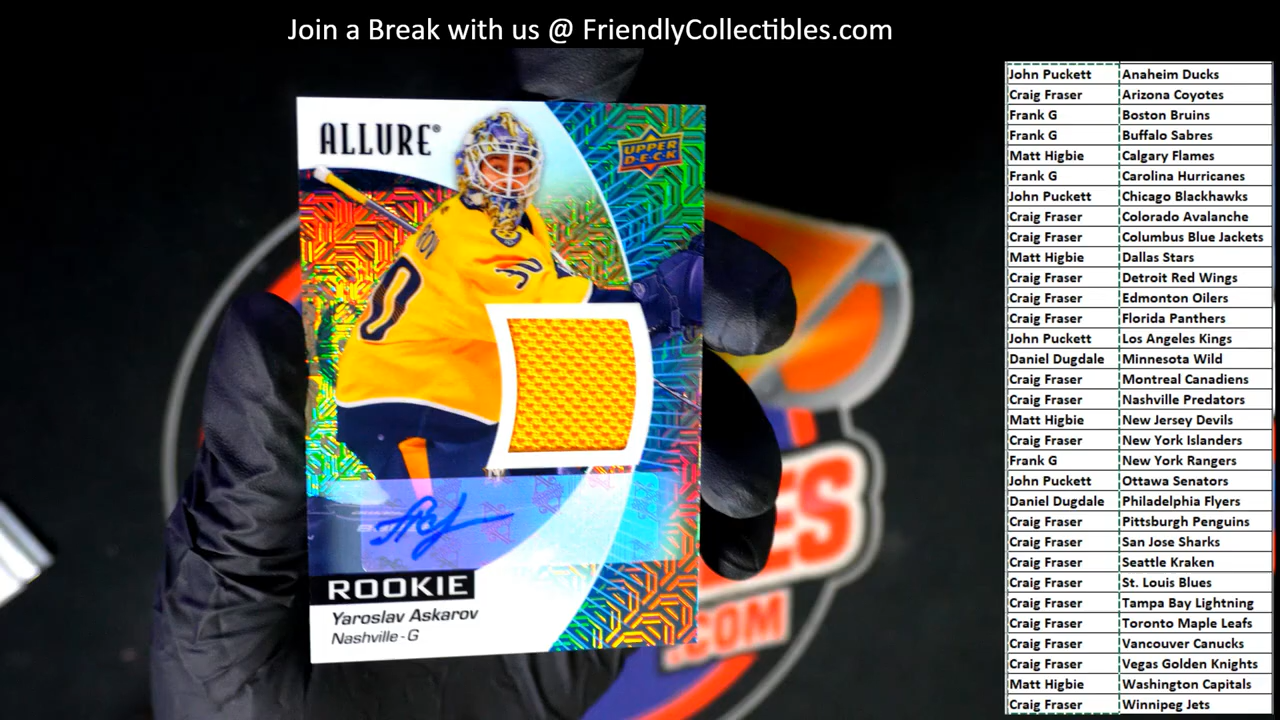 Join a Break with us @ FriendlyCollectibles.com
ALLURE®
UPPER
D·E·C·K
30
ROOKIE
Yaroslav Askarov
Nashville - G
ES
.COM
John Puckett Anaheim Ducks
Craig Fraser Arizona Coyotes
Frank G Boston Bruins
Frank G Buffalo Sabres
Matt Higbie Calgary Flames
Frank G Carolina Hurricanes
John Puckett Chicago Blackhawks
Craig Fraser Colorado Avalanche
Craig Fraser Columbus Blue Jackets
Matt Higbie Dallas Stars
Craig Fraser Detroit Red Wings
Craig Fraser Edmonton Oilers
Craig Fraser Florida Panthers
John Puckett Los Angeles Kings
Daniel Dugdale Minnesota Wild
Craig Fraser Montreal Canadiens
Craig Fraser Nashville Predators
Matt Higbie New Jersey Devils
Craig Fraser New York Islanders
Frank G New York Rangers
John Puckett Ottawa Senators
Daniel Dugdale Philadelphia Flyers
Craig Fraser Pittsburgh Penguins
Craig Fraser San Jose Sharks
Craig Fraser Seattle Kraken
Craig Fraser St. Louis Blues
Craig Fraser Tampa Bay Lightning
Craig Fraser Toronto Maple Leafs
Craig Fraser Vancouver Canucks
Craig Fraser Vegas Golden Knights
Matt Higbie Washington Capitals
Craig Fraser Winnipeg Jets